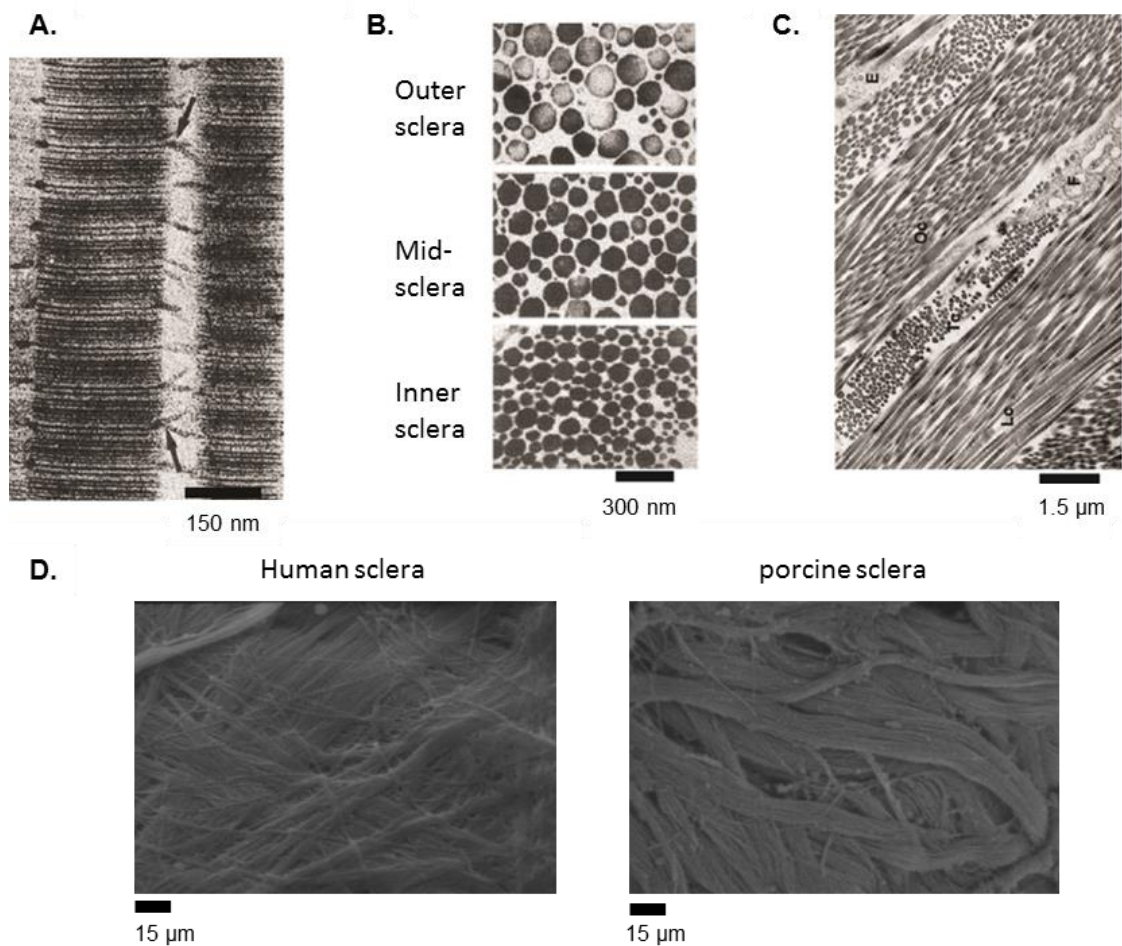 A.
B.
C.
Outer
sclera
Mid-
sclera
Inner
sclera
E
Oc
F
Tc
Lc
150 nm
300 nm
1.5 µm
D.
Human sclera
porcine sclera
15 µm
15 µm